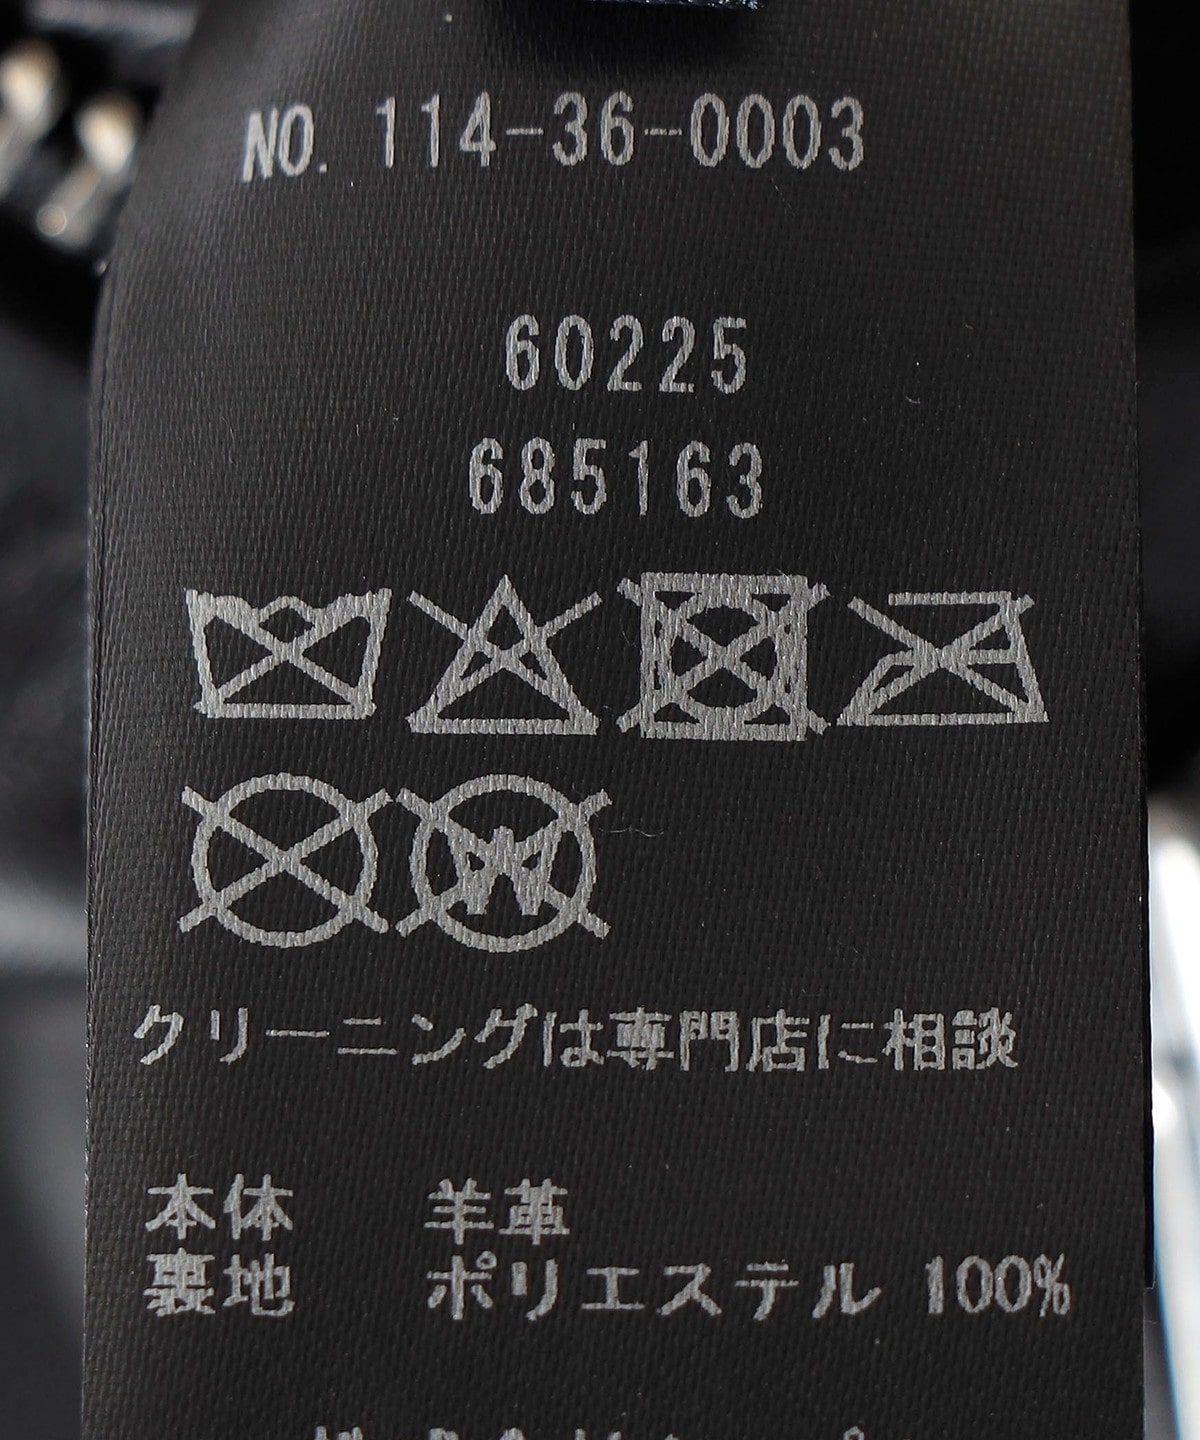 NO. 114-36-0003
60225
685163
クリーニングは専門店に相談
本体 羊革
裏地 ポリエステル 100%